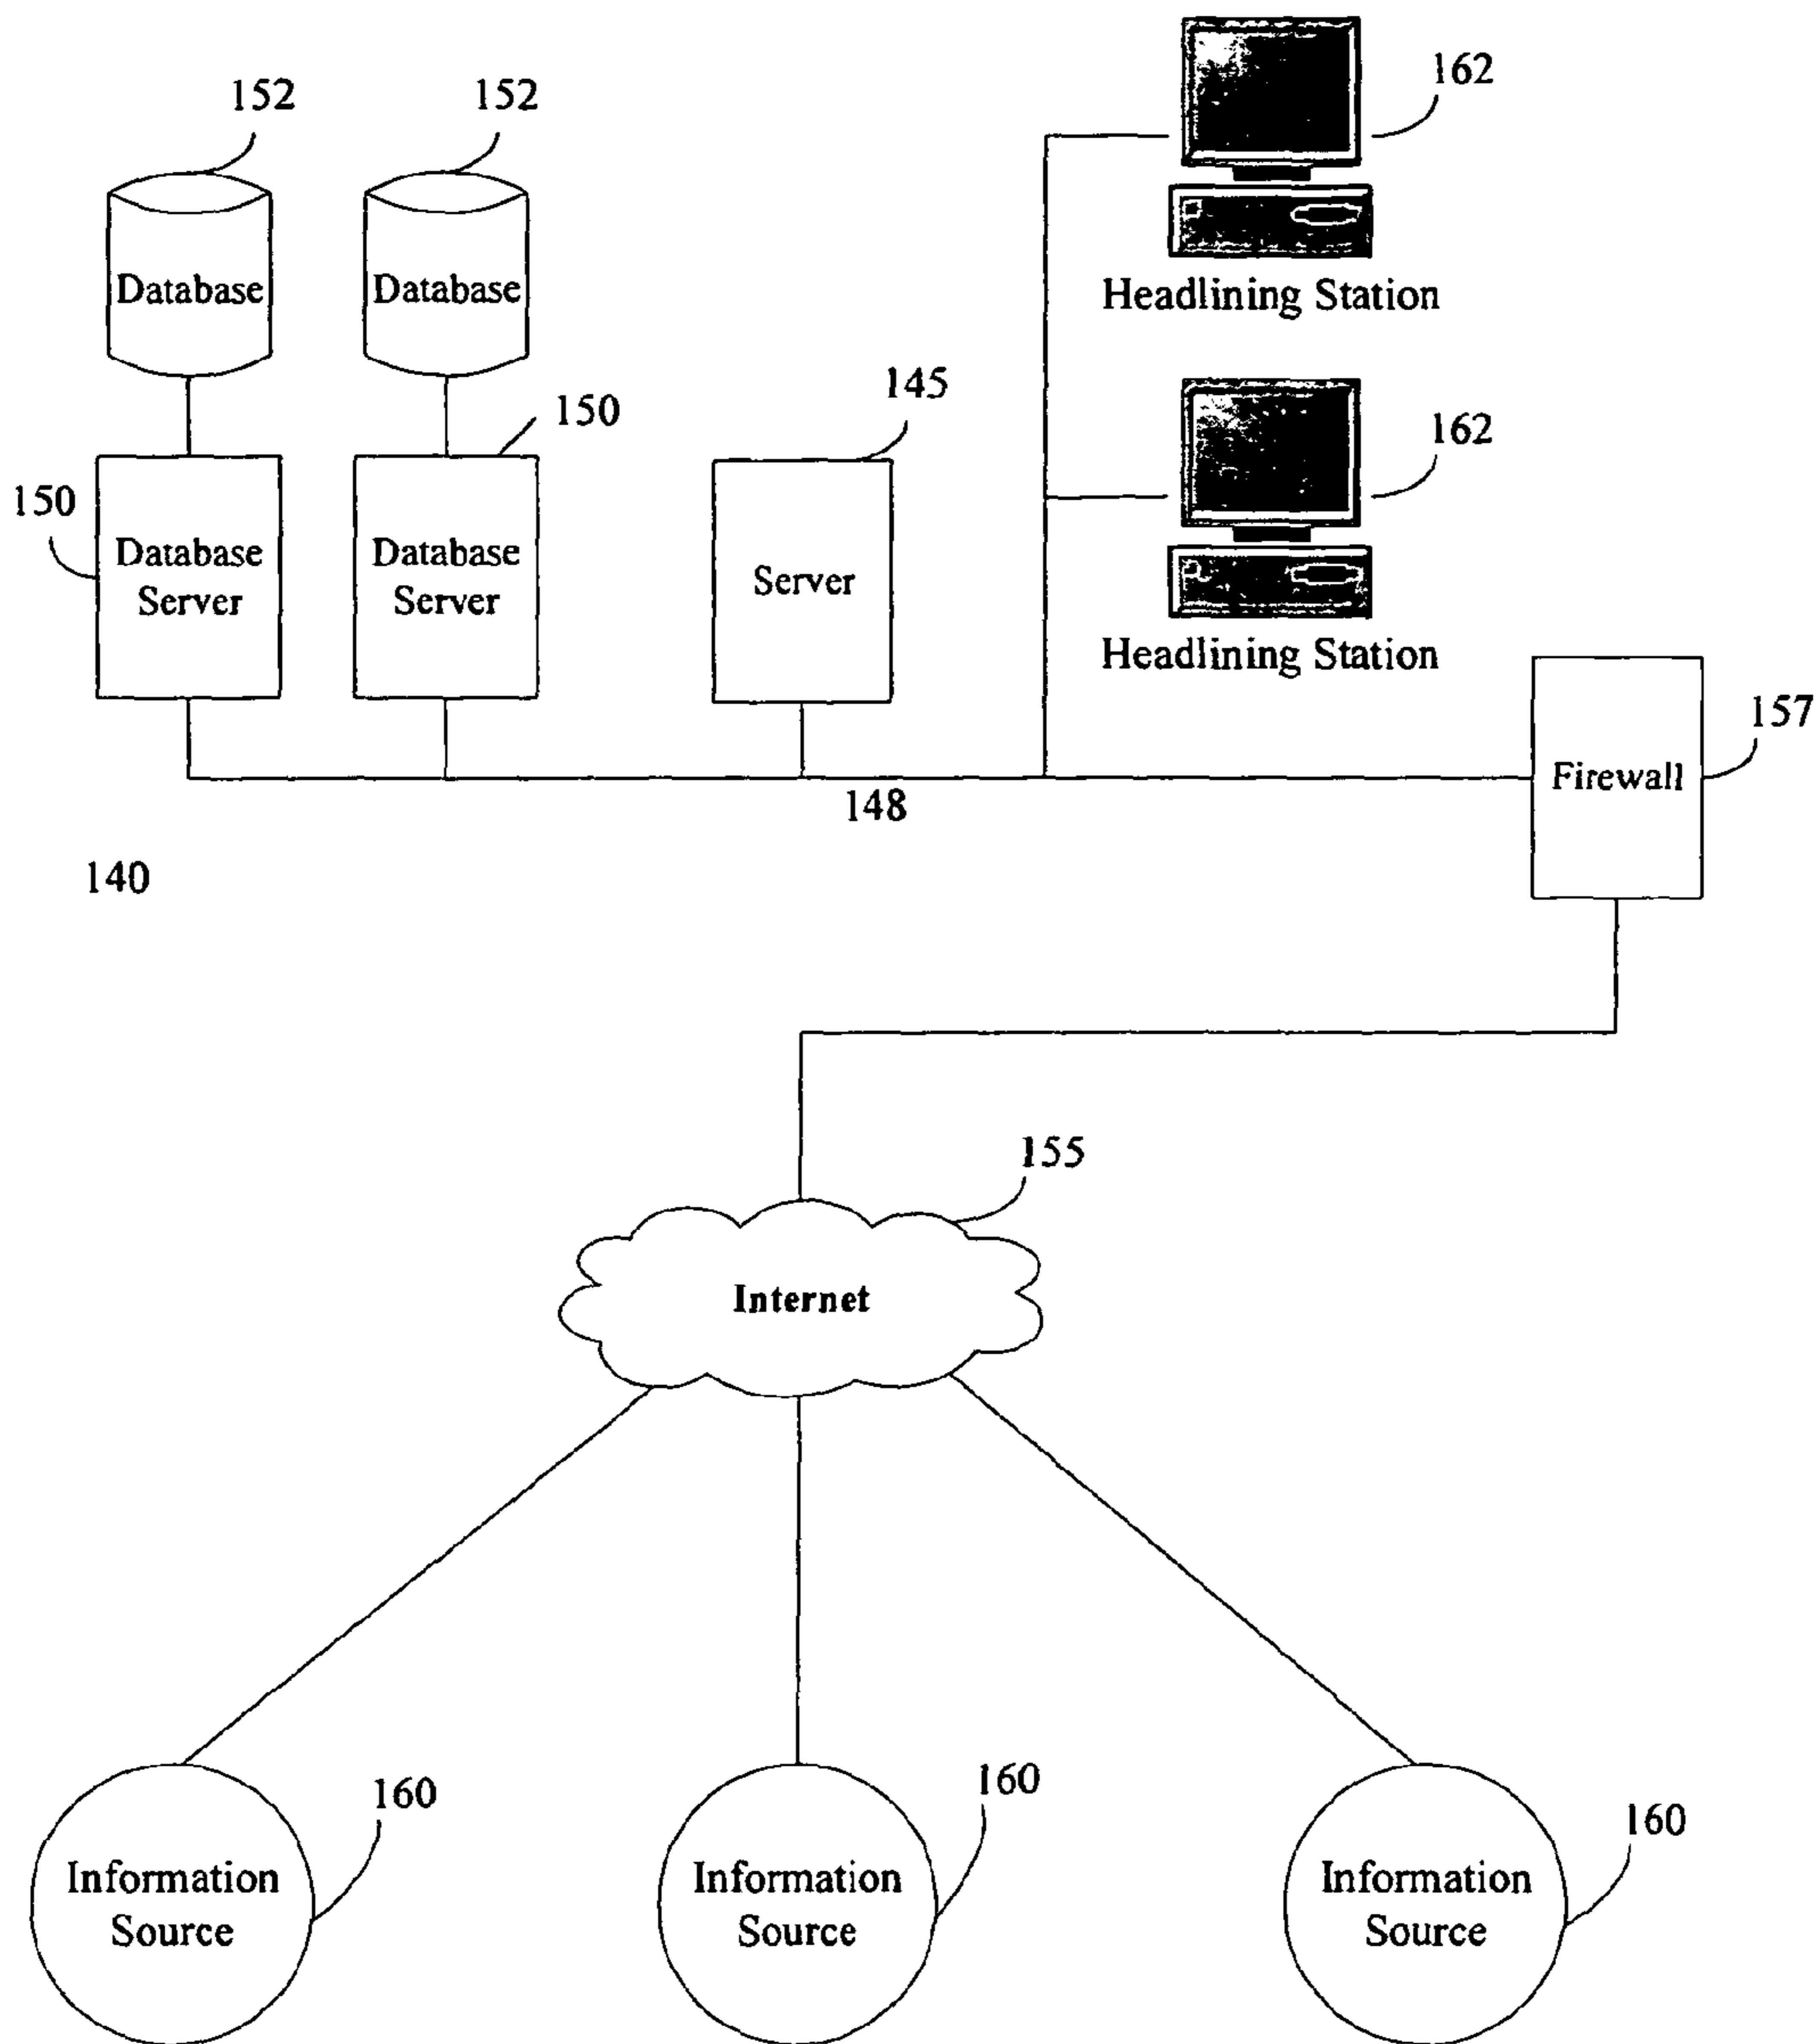 162
152
152
Database
Database
Headlining Station
145
150
162
150
Database
Server
Database
Server
Server
Headlining Station
157
Firewall
148
140
155
Internet
160
160
160
Information
Source
Information
Source
Information
Source